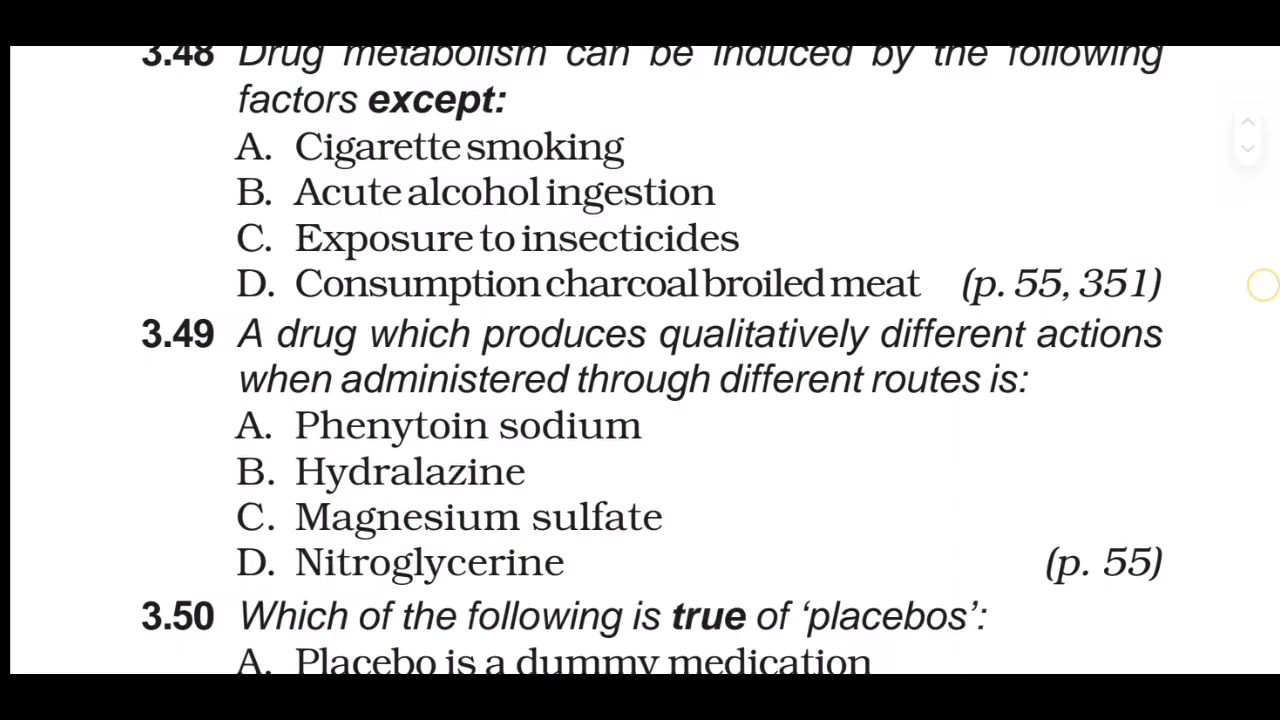 3.48 Drug metabolism can be induced by the following
factors except:
A. Cigarette smoking
B. Acute alcohol ingestion
C. Exposure to insecticides
D. Consumption charcoal broiled meat (p. 55, 351)
3.49 A drug which produces qualitatively different actions
when administered through different routes is:
A. Phenytoin sodium
B. Hydralazine
C. Magnesium sulfate
D. Nitroglycerine (p. 55)
3.50 Which of the following is true of ‘placebos’:
A. Placebo is a dummy medication